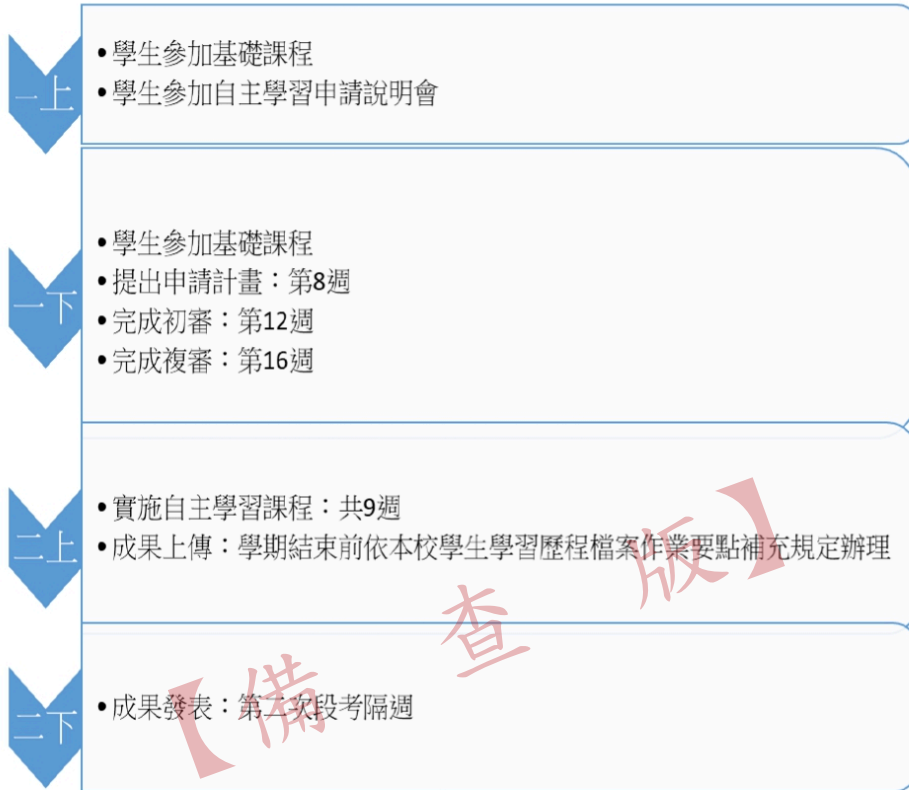 一上
•學生參加基礎課程
•學生參加自主學習申請說明會
一下
•學生參加基礎課程
•提出申請計畫：第8週
•完成初審：第12週
•完成複審：第16週
二上
•實施自主學習課程：共9週
•成果上傳：學期結束前依本校學生學習歷程檔案作業要點補充規定辦理
二下
•成果發表：第二次段考隔週
【備查版】